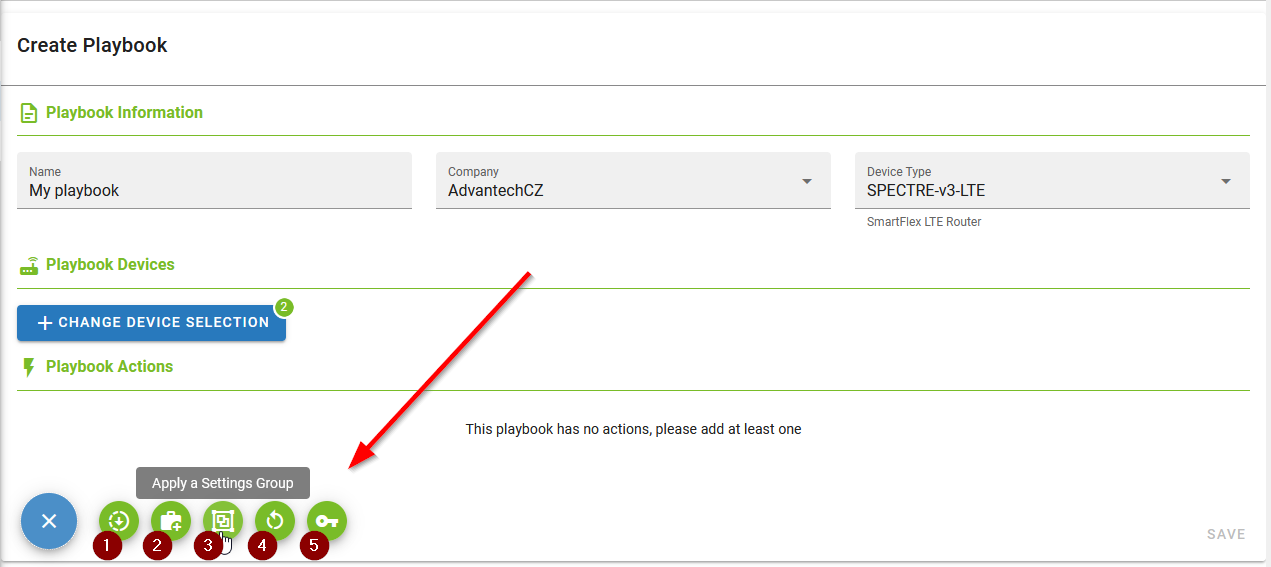 Create Playbook
Playbook Information
Name
My playbook
Company
AdvantechCZ
Device Type
SPECTRE-v3-LTE
SmartFlex LTE Router
Playbook Devices
CHANGE DEVICE SELECTION
2
Playbook Actions
This playbook has no actions, please add at least one
Apply a Settings Group
1 2 3 4 5
SAVE